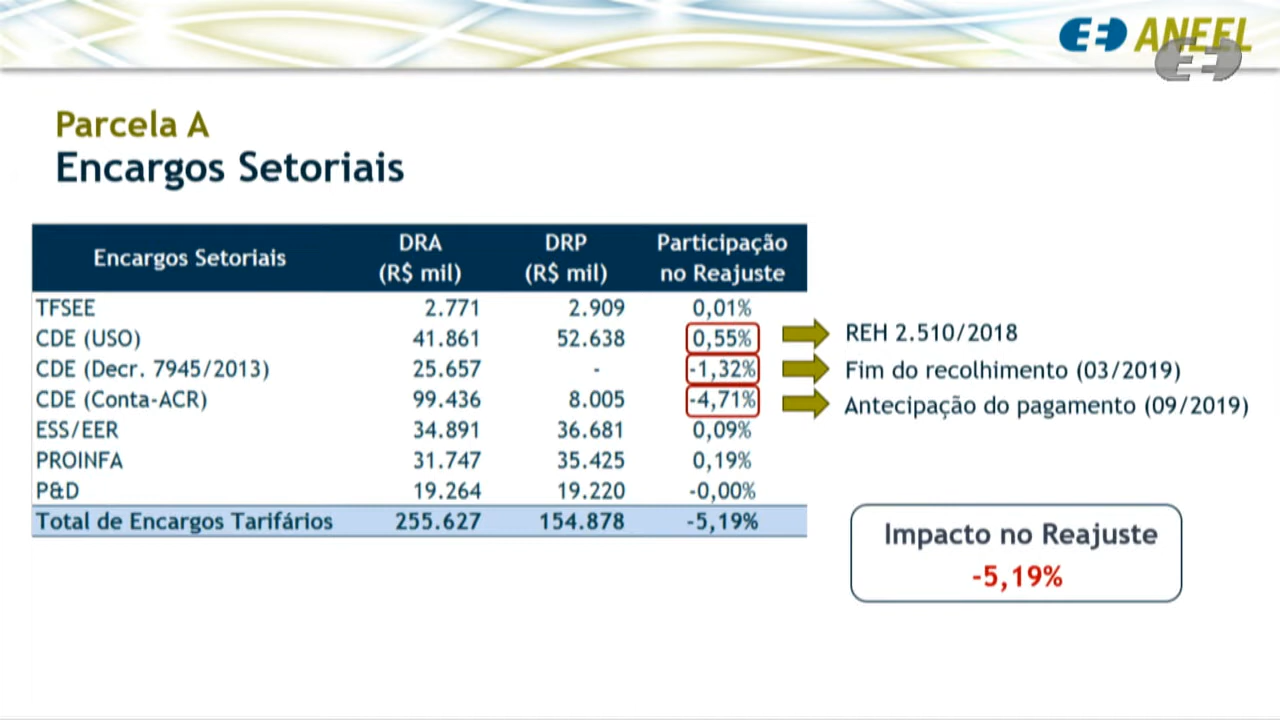 ANEEL
Parcela A
Encargos Setoriais
Encargos Setoriais DRA (R$ mil) DRP (R$ mil) Participação no Reajuste
TFSEE 2.771 2.909 0,01%
CDE (USO) 41.861 52.638 0,55% REH 2.510/2018
CDE (Decr. 7945/2013) 25.657 - -1,32% Fim do recolhimento (03/2019)
CDE (Conta-ACR) 99.436 8.005 -4,71% Antecipação do pagamento (09/2019)
ESS/EER 34.891 36.681 0,09%
PROINFA 31.747 35.425 0,19%
P&D 19.264 19.220 -0,00%
Total de Encargos Tarifários 255.627 154.878 -5,19%
Impacto no Reajuste
-5,19%